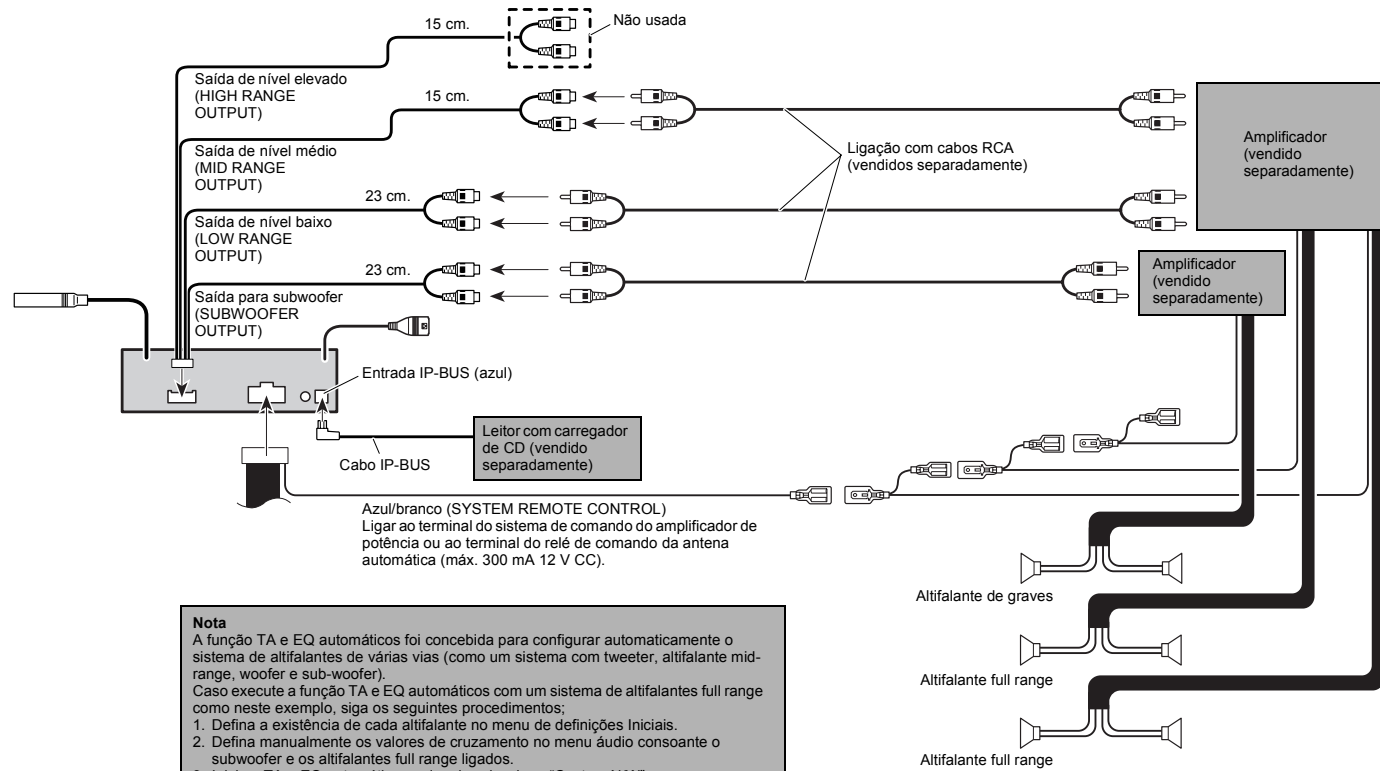 15 cm.
Não usada
Saída de nível elevado
(HIGH RANGE
OUTPUT)
15 cm.
Saída de nível médio
(MID RANGE
OUTPUT)
Ligação com cabos RCA
(vendidos separadamente)
Amplificador
(vendido
separadamente)
23 cm.
Saída de nível baixo
(LOW RANGE
OUTPUT)
23 cm.
Saída para subwoofer
(SUBWOOFER
OUTPUT)
Amplificador
(vendido
separadamente)
Entrada IP-BUS (azul)
Leitor com carregador
de CD (vendido
separadamente)
Cabo IP-BUS
Azul/branco (SYSTEM REMOTE CONTROL)
Ligar ao terminal do sistema de comando do amplificador de
potência ou ao terminal do relé de comando da antena
automática (máx. 300 mA 12 V CC).
Altifalante de graves
Altifalante full range
Altifalante full range
Nota
A função TA e EQ automáticos foi concebida para configurar automaticamente o
sistema de altifalantes de várias vias (como um sistema com tweeter, altifalante mid-
range, woofer e sub-woofer).
Caso execute a função TA e EQ automáticos com um sistema de altifalantes full range
como neste exemplo, siga os seguintes procedimentos;
1. Defina a existência de cada altifalante no menu de definições Iniciais.
2. Defina manualmente os valores de cruzamento no menu áudio consoante o
subwoofer e os altifalantes full range ligados.